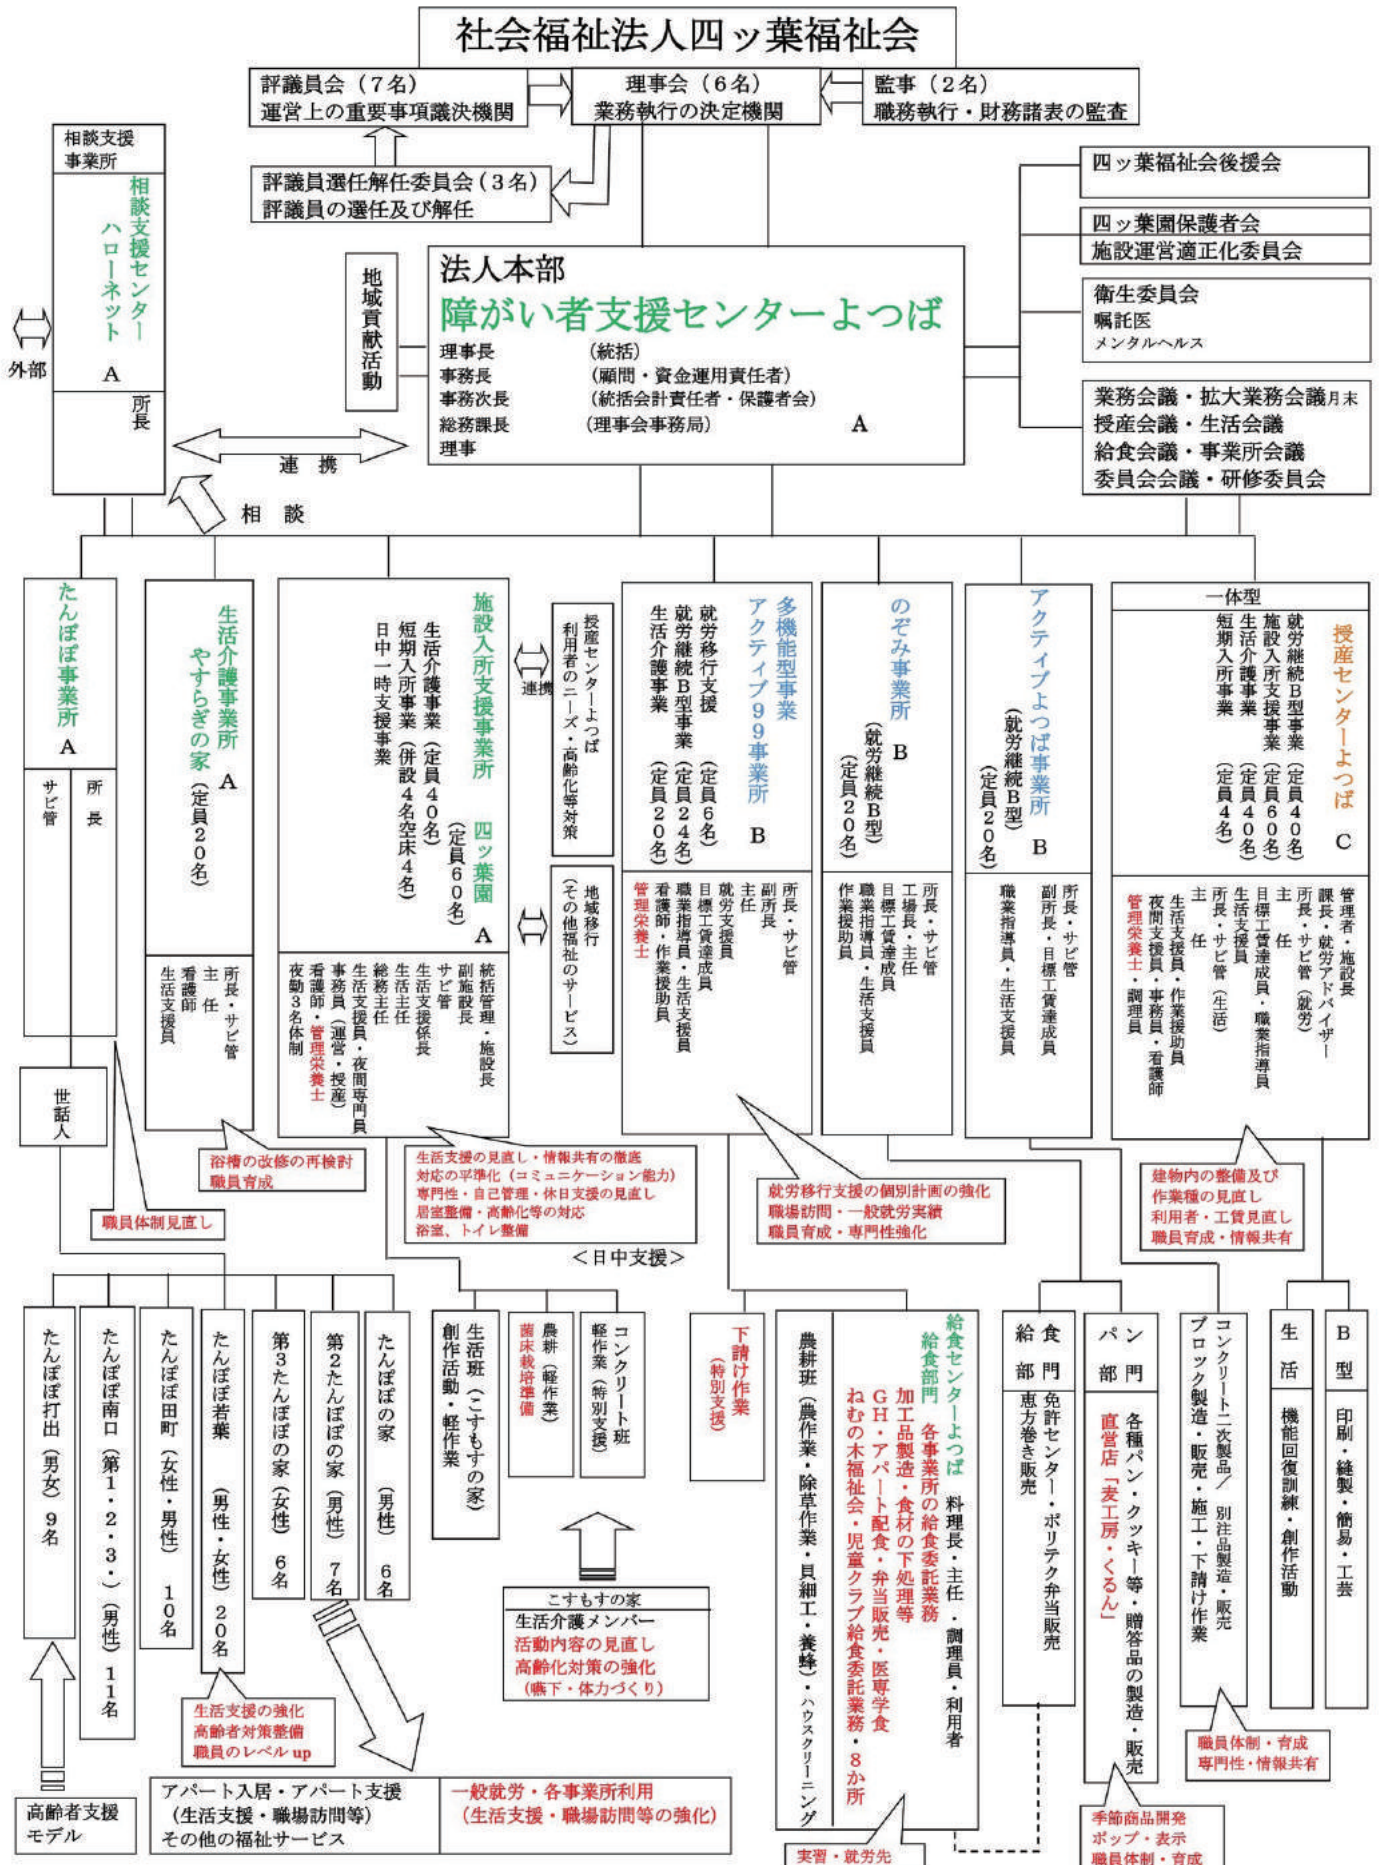 社会福祉法人四ッ葉福祉会
評議員会（7名）
運営上の重要事項議決機関
理事会（6名）
業務執行の決定機関
監事（2名）
職務執行・財務諸表の監査
評議員選任解任委員会（3名）
評議員の選任及び解任
相談支援
事業所
相談支援センター
ハローネット
A
所長
外部
地域貢献活動
法人本部
障がい者支援センターよつば
理事長 （統括）
事務長 （顧問・資金運用責任者）
事務次長 （統括会計責任者・保護者会）
総務課長 （理事会事務局） A
理事
四ッ葉福祉会後援会
四ッ葉園保護者会
施設運営適正化委員会
衛生委員会
嘱託医
メンタルヘルス
業務会議・拡大業務会議月末
授産会議・生活会議
給食会議・事業所会議
委員会会議・研修委員会
連 携
相 談
たんぽぽ事業所 A
所長
サビ管
世話人
職員体制見直し
生活介護事業所 A
やすらぎの家（定員20名）
所長・サビ管
主 任
看護師
生活支援員
浴槽の改修の再検討
職員育成
施設入所支援事業所 四ッ葉園 A
（定員60名）
生活介護事業（定員40名）
短期入所事業（併設4名空床4名）
日中一時支援事業
統括管理・施設長
副施設長
サビ管
生活支援係長
生活主任
総務主任
生活支援員・夜間専門員
事務員（運営・授産）
看護師・管理栄養士
夜勤3名体制
生活支援の見直し・情報共有の徹底
対応の平準化（コミュニケーション能力）
専門性・自己管理・休日支援の見直し
居室整備・高齢化等の対応
浴室、トイレ整備
連携
授産センターよつば
利用者のニーズ・高齢化等対策
地域移行
（その他福祉のサービス）
多機能型事業
アクティブ99事業所 B
就労移行支援 （定員6名）
就労継続B型事業（定員24名）
生活介護事業 （定員20名）
所長・サビ管
副所長
主任
就労支援員
目標工賃達成員
職業指導員・生活支援員
看護師・作業援助員
管理栄養士
就労移行支援の個別計画の強化
職場訪問・一般就労実績
職員育成・専門性強化
のぞみ事業所 B
（就労継続B型）
（定員20名）
所長・サビ管
工場長・主任
目標工賃達成員
職業指導員・生活支援員
作業援助員
アクティブよつば事業所 B
（就労継続B型）
（定員20名）
所長・サビ管
副所長・目標工賃達成員
職業指導員・生活支援員
一体型
授産センターよつば C
就労継続B型事業（定員40名）
施設入所支援事業（定員60名）
生活介護事業 （定員40名）
短期入所事業 （定員4名）
管理者・施設長
課長・就労アドバイザー
所長・サビ管（就労）
主 任
目標工賃達成員・職業指導員
生活支援員
所長・サビ管（生活）
主 任
生活支援員・作業援助員
夜間支援員・事務員・看護師
管理栄養士・調理員
建物内の整備及び
作業種の見直し
利用者・工賃見直し
職員育成・情報共有
＜日中支援＞
たんぽぽ打出（男女）9名
たんぽぽ南口（第1・2・3・）（男性）11名
たんぽぽ田町（女性・男性） 10名
たんぽぽ若葉 （男性・女性）20名
第3たんぽぽの家（女性）6名
第2たんぽぽの家（男性）7名
たんぽぽの家 （男性）6名
生活班（こすもすの家）
創作活動・軽作業
農耕（軽作業）
菌床栽培準備
コンクリート班
軽作業（特別支援）
下請け作業
（特別支援）
給食センターよつば 料理長・主任・調理員・利用者
給食部門 各事業所の給食委託業務
加工品製造・食材の下処理等
GH・アパート配食・弁当販売・医専学食
ねむの木福祉会・児童クラブ給食委託業務・8か所
農耕班（農作業・除草作業・貝細工・養蜂）・ハウスクリーニング
給食部門
免許センター・ポリテク弁当販売
恵方巻き販売
パン部門
各種パン・クッキー等・贈答品の製造・販売
直営店「麦工房・くるん」
コンクリート二次製品／別注品製造・販売
ブロック製造・販売・施工・下請け作業
生活 機能回復訓練・創作活動
B型 印刷・縫製・簡易・工芸
こすもすの家
生活介護メンバー
活動内容の見直し
高齢化対策の強化
（嚥下・体力づくり）
生活支援の強化
高齢者対策整備
職員のレベルup
職員体制・育成
専門性・情報共有
高齢者支援
モデル
アパート入居・アパート支援
（生活支援・職場訪問等）
その他の福祉サービス
一般就労・各事業所利用
（生活支援・職場訪問等の強化）
実習・就労先
季節商品開発
ポップ・表示
職員体制・育成